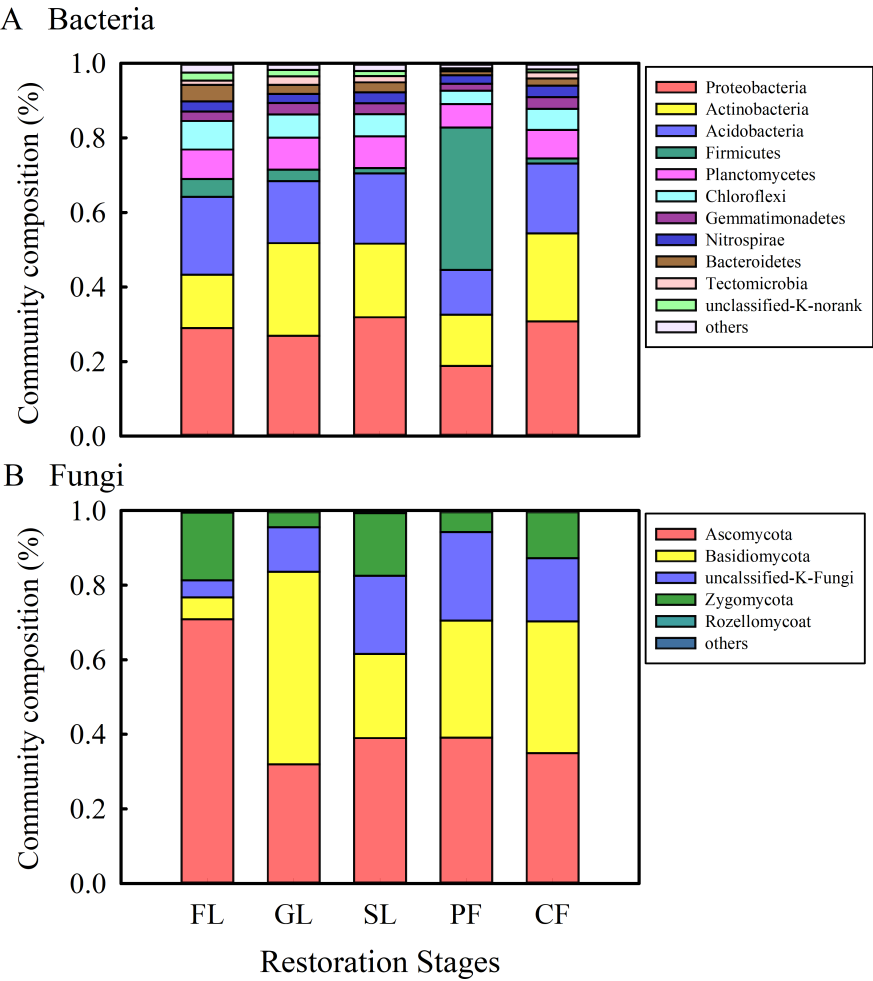 A Bacteria
Community composition (%)
1.0
0.8
0.6
0.4
0.2
0.0
Proteobacteria
Actinobacteria
Acidobacteria
Firmicutes
Planctomycetes
Chloroflexi
Gemmatimonadetes
Nitrospirae
Bacteroidetes
Tectomicrobia
unclassified-K-norank
others
B Fungi
Community composition (%)
1.0
0.8
0.6
0.4
0.2
0.0
Ascomycota
Basidiomycota
uncalssified-K-Fungi
Zygomycota
Rozellomycoat
others
FL GL SL PF CF
Restoration Stages